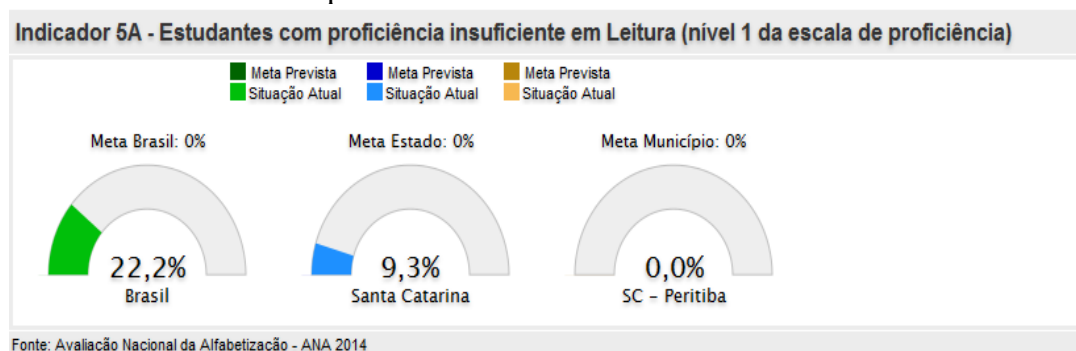 Indicador 5A - Estudantes com proficiência insuficiente em Leitura (nível 1 da escala de proficiência)
Meta Prevista Meta Prevista Meta Prevista
Situação Atual Situação Atual Situação Atual
Meta Brasil: 0% Meta Estado: 0% Meta Município: 0%
22,2% 9,3% 0,0%
Brasil Santa Catarina SC - Peritiba
Fonte: Avaliação Nacional da Alfabetização - ANA 2014